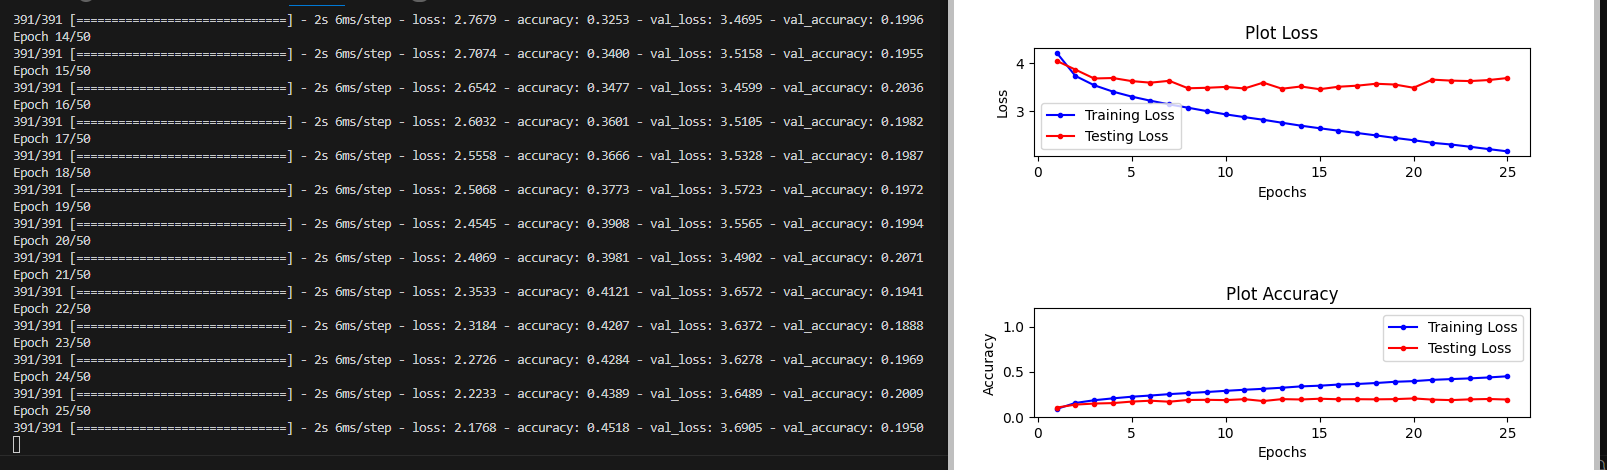 391/391 [==============================] - 2s 6ms/step - loss: 2.7679 - accuracy: 0.3253 - val_loss: 3.4695 - val_accuracy: 0.1996
Epoch 14/50
391/391 [==============================] - 2s 6ms/step - loss: 2.7074 - accuracy: 0.3400 - val_loss: 3.5158 - val_accuracy: 0.1955
Epoch 15/50
391/391 [==============================] - 2s 6ms/step - loss: 2.6542 - accuracy: 0.3477 - val_loss: 3.4599 - val_accuracy: 0.2036
Epoch 16/50
391/391 [==============================] - 2s 6ms/step - loss: 2.6032 - accuracy: 0.3601 - val_loss: 3.5105 - val_accuracy: 0.1982
Epoch 17/50
391/391 [==============================] - 2s 6ms/step - loss: 2.5558 - accuracy: 0.3666 - val_loss: 3.5328 - val_accuracy: 0.1987
Epoch 18/50
391/391 [==============================] - 2s 6ms/step - loss: 2.5068 - accuracy: 0.3773 - val_loss: 3.5723 - val_accuracy: 0.1972
Epoch 19/50
391/391 [==============================] - 2s 6ms/step - loss: 2.4545 - accuracy: 0.3908 - val_loss: 3.5565 - val_accuracy: 0.1994
Epoch 20/50
391/391 [==============================] - 2s 6ms/step - loss: 2.4069 - accuracy: 0.3981 - val_loss: 3.4902 - val_accuracy: 0.2071
Epoch 21/50
391/391 [==============================] - 2s 6ms/step - loss: 2.3533 - accuracy: 0.4121 - val_loss: 3.6572 - val_accuracy: 0.1941
Epoch 22/50
391/391 [==============================] - 2s 6ms/step - loss: 2.3184 - accuracy: 0.4207 - val_loss: 3.6372 - val_accuracy: 0.1888
Epoch 23/50
391/391 [==============================] - 2s 6ms/step - loss: 2.2726 - accuracy: 0.4284 - val_loss: 3.6278 - val_accuracy: 0.1969
Epoch 24/50
391/391 [==============================] - 2s 6ms/step - loss: 2.2233 - accuracy: 0.4389 - val_loss: 3.6489 - val_accuracy: 0.2009
Epoch 25/50
391/391 [==============================] - 2s 6ms/step - loss: 2.1768 - accuracy: 0.4518 - val_loss: 3.6905 - val_accuracy: 0.1950
Plot Loss
4
3
Loss
Training Loss
Testing Loss
0 5 10 15 20 25
Epochs
Plot Accuracy
1.0
0.5
0.0
Accuracy
Training Loss
Testing Loss
0 5 10 15 20 25
Epochs